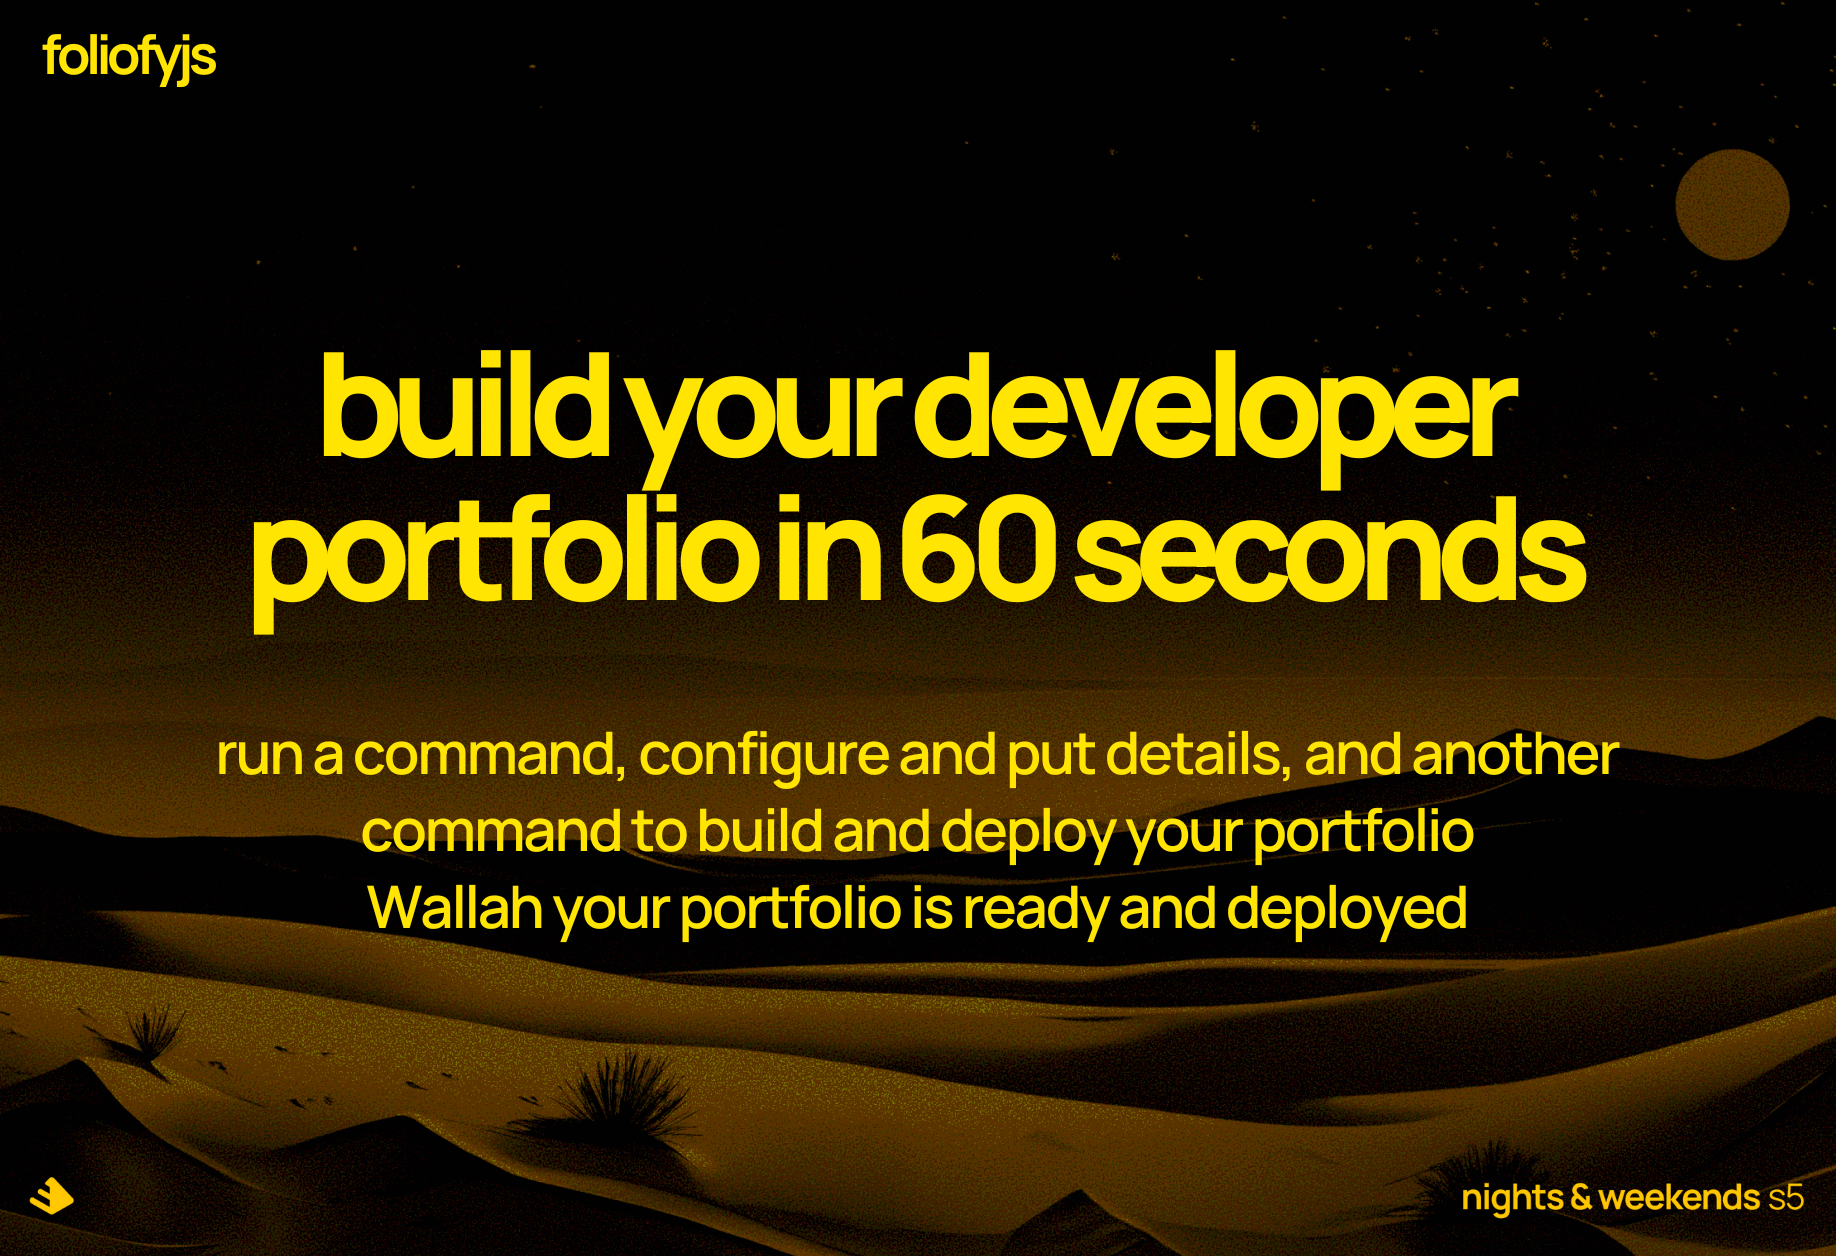 foliofyjs
build your developer
portfolio in 60 seconds
run a command, configure and put details, and another
command to build and deploy your portfolio
Wallah your portfolio is ready and deployed
nights & weekends s5